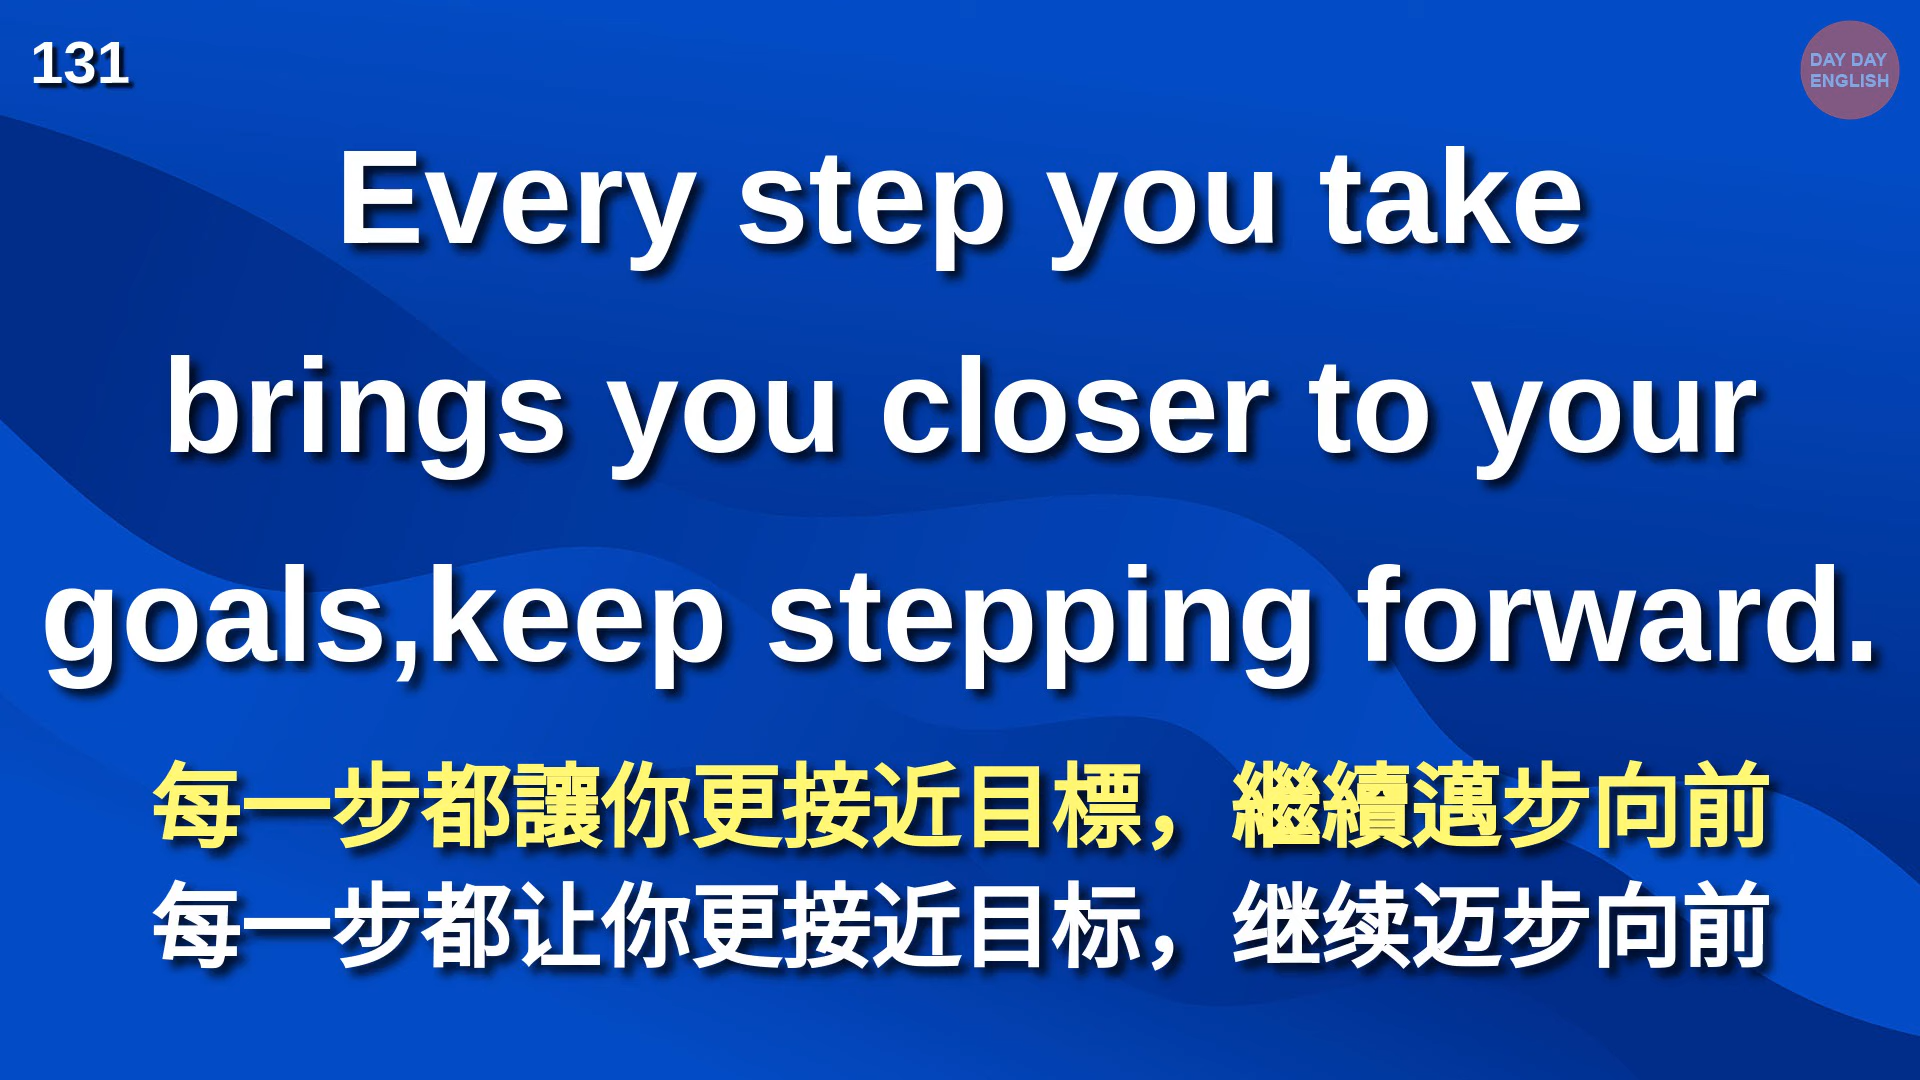 131
DAY DAY
ENGLISH
Every step you take
brings you closer to your
goals,keep stepping forward.
每一步都讓你更接近目標，繼續邁步向前
每一步都让你更接近目标，继续迈步向前